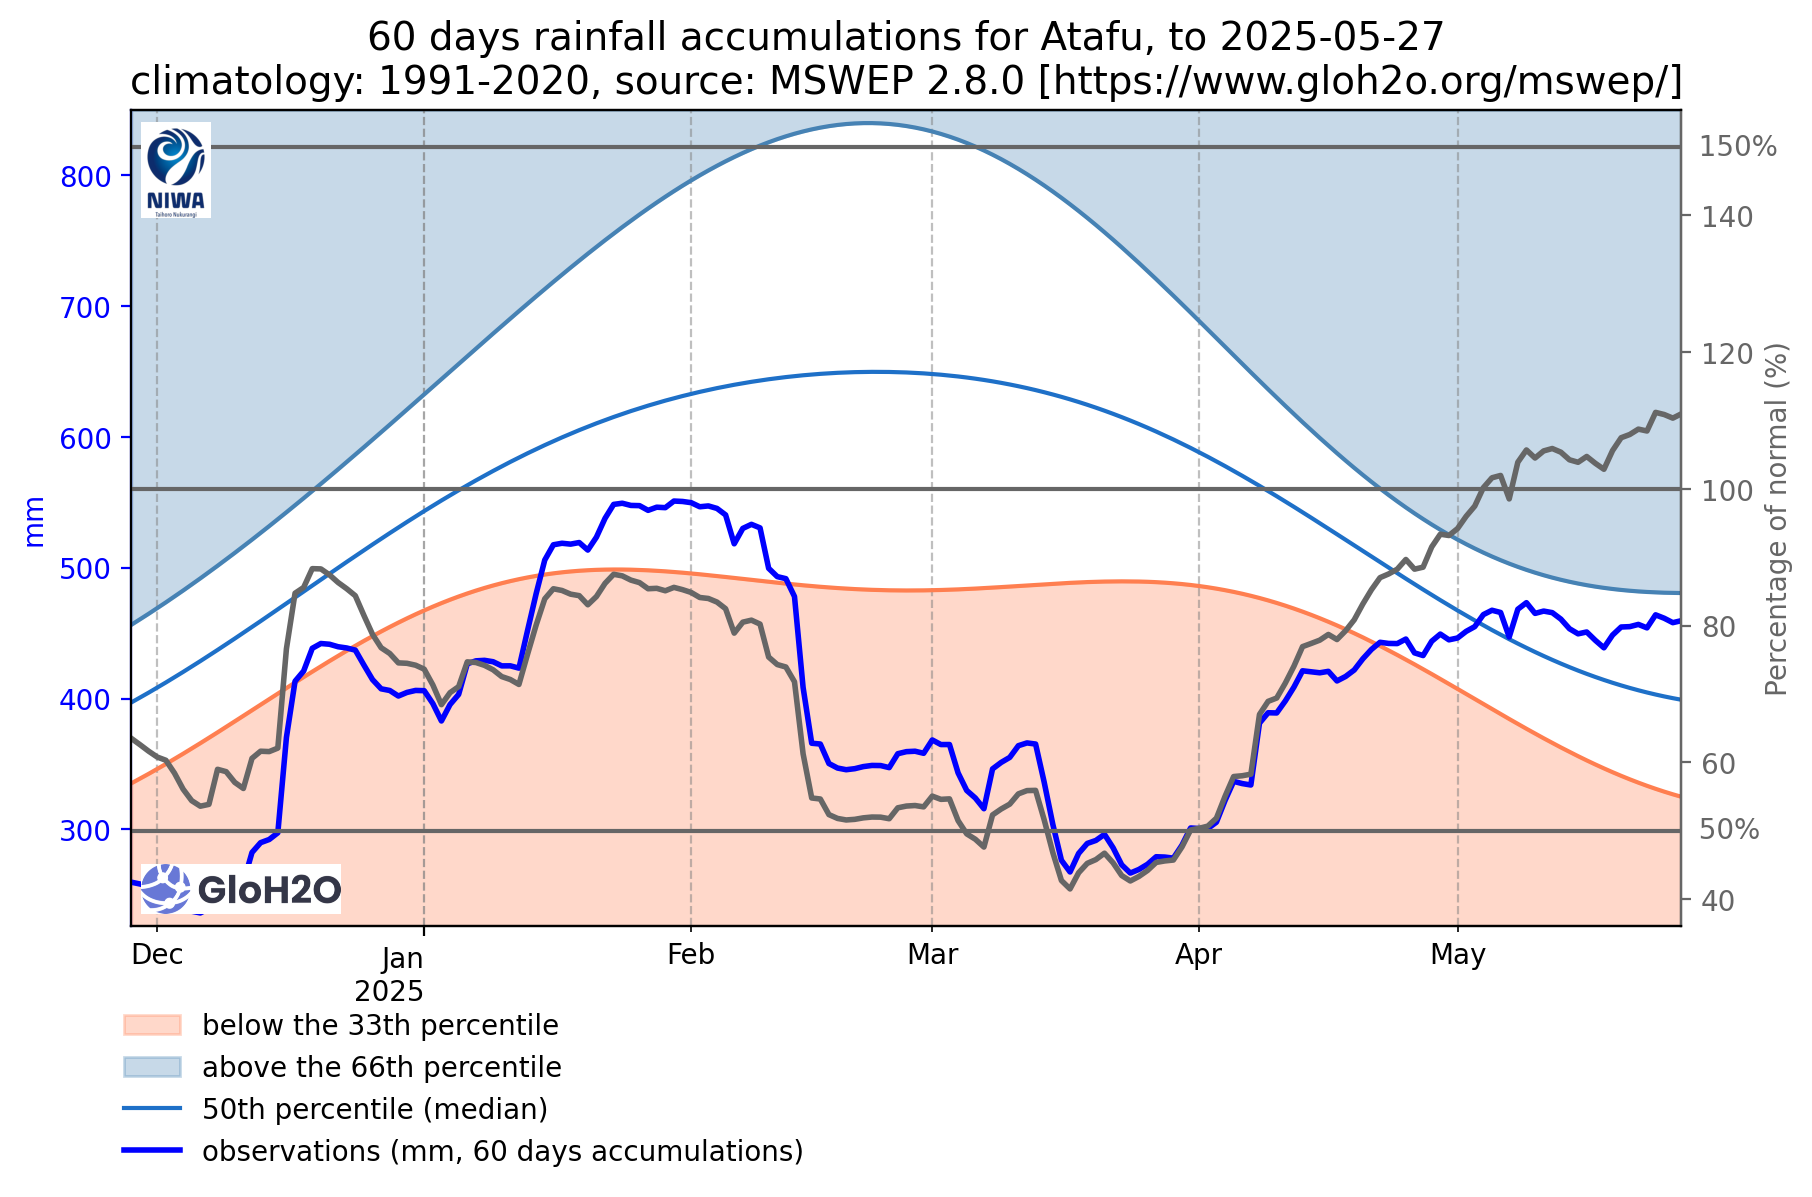 60 days rainfall accumulations for Atafu, to 2025-05-27
climatology: 1991-2020, source: MSWEP 2.8.0 [https://www.gloh2o.org/mswep/]
NIWA
Taihoro Nukurangi
800
700
600
500
400
300
mm
150%
140
120
100
80
60
50%
40
Percentage of normal (%)
GloH2O
Dec
Jan
2025
Feb
Mar
Apr
May
below the 33th percentile
above the 66th percentile
50th percentile (median)
observations (mm, 60 days accumulations)